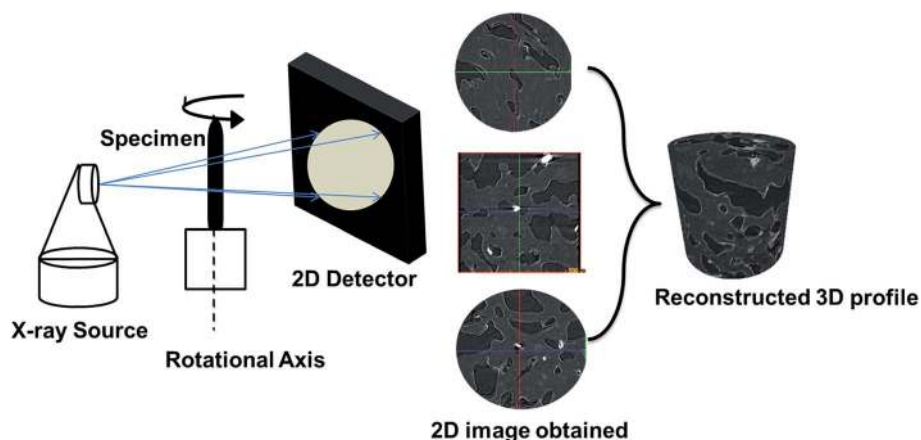 Specimen
2D Detector
X-ray Source
Rotational Axis
2D image obtained
Reconstructed 3D profile